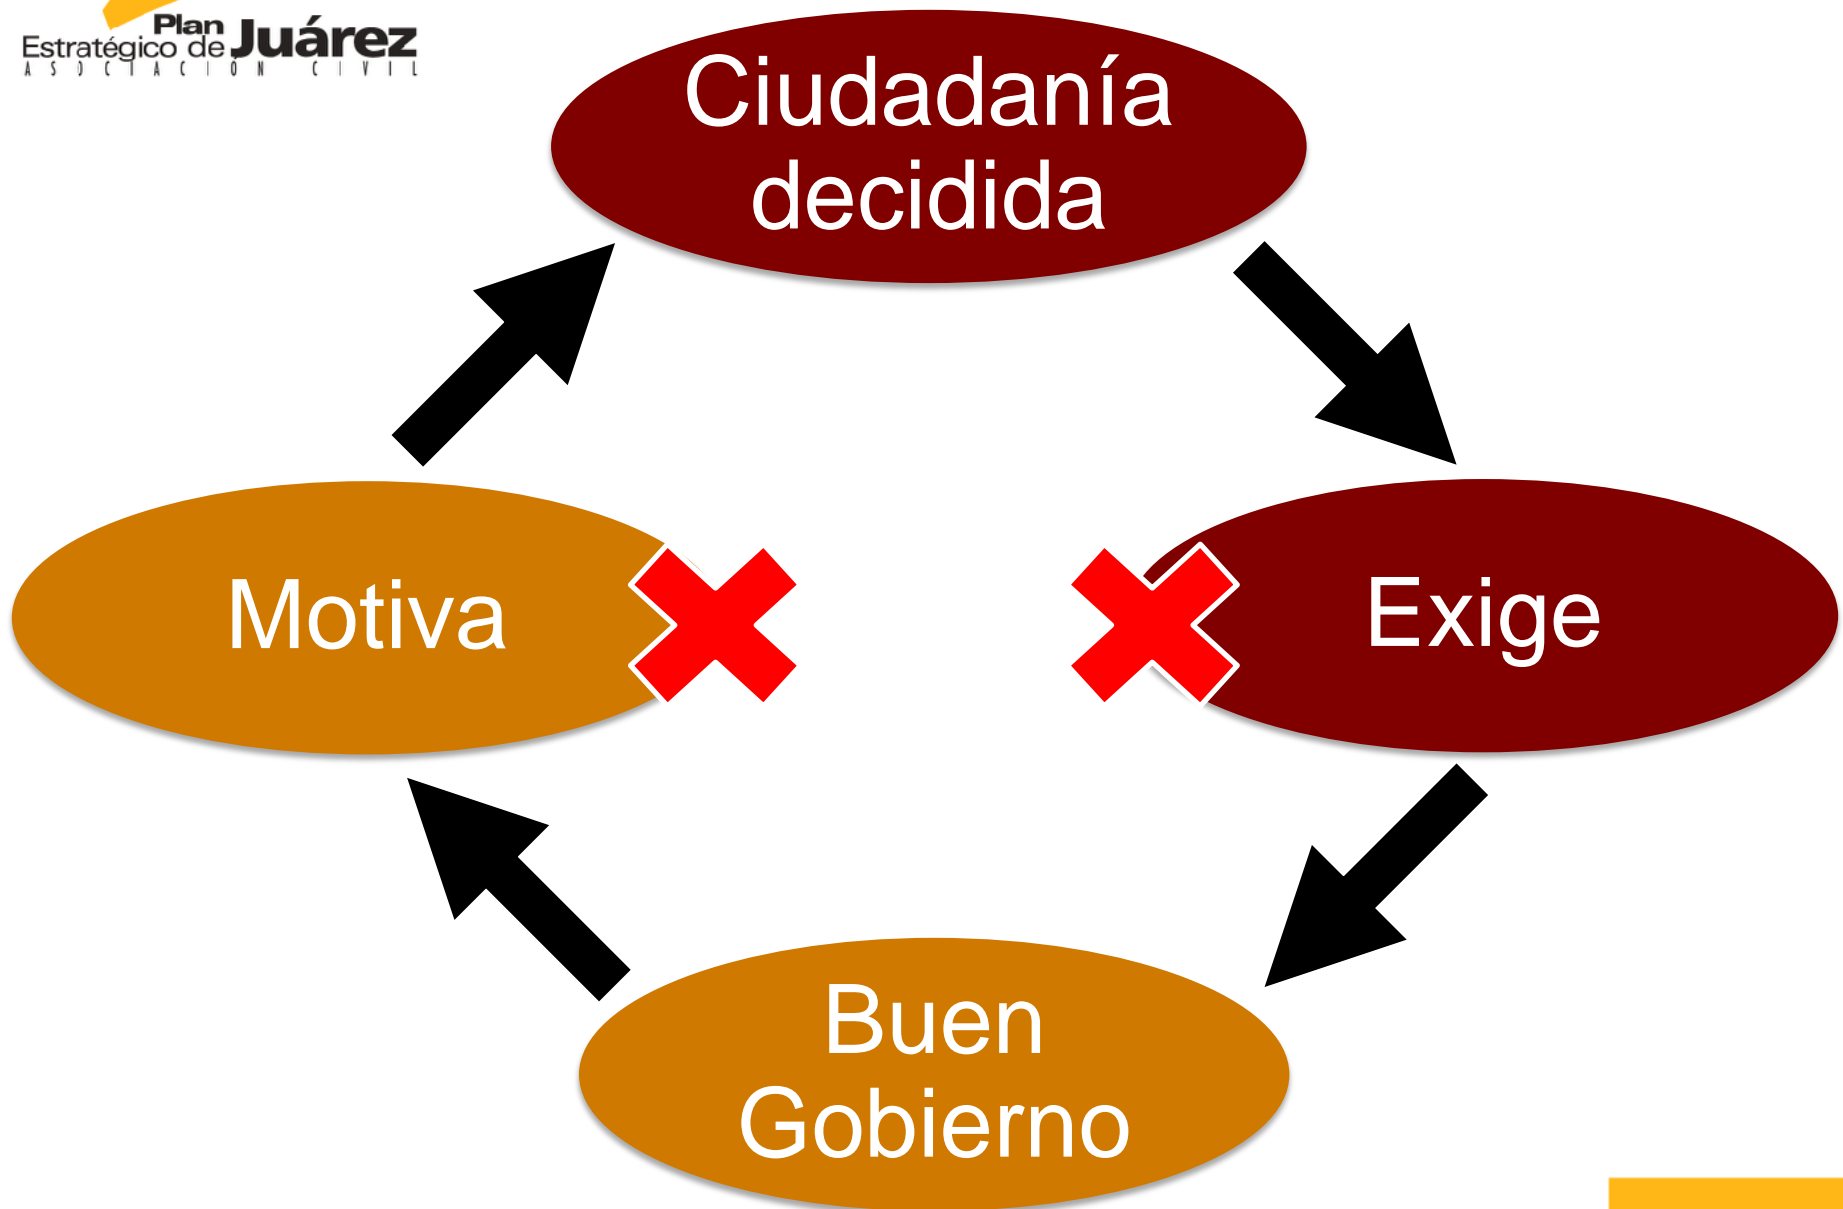 Plan
Estratégico de Juárez
ASOCIACIÓN CIVIL
Ciudadanía
decidida
Motiva
Exige
Buen
Gobierno